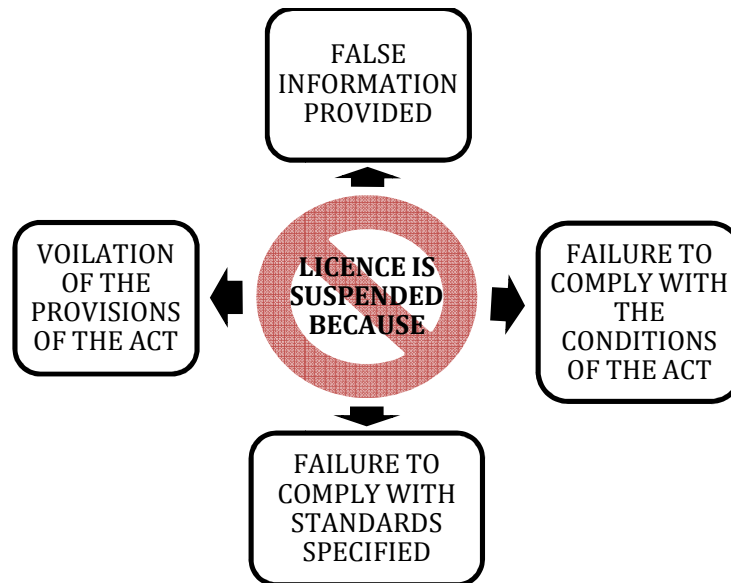 FALSE
INFORMATION
PROVIDED
VOILATION
OF THE
PROVISIONS
OF THE ACT
LICENCE IS
SUSPENDED
BECAUSE
FAILURE TO
COMPLY WITH
THE
CONDITIONS
OF THE ACT
FAILURE TO
COMPLY WITH
STANDARDS
SPECIFIED